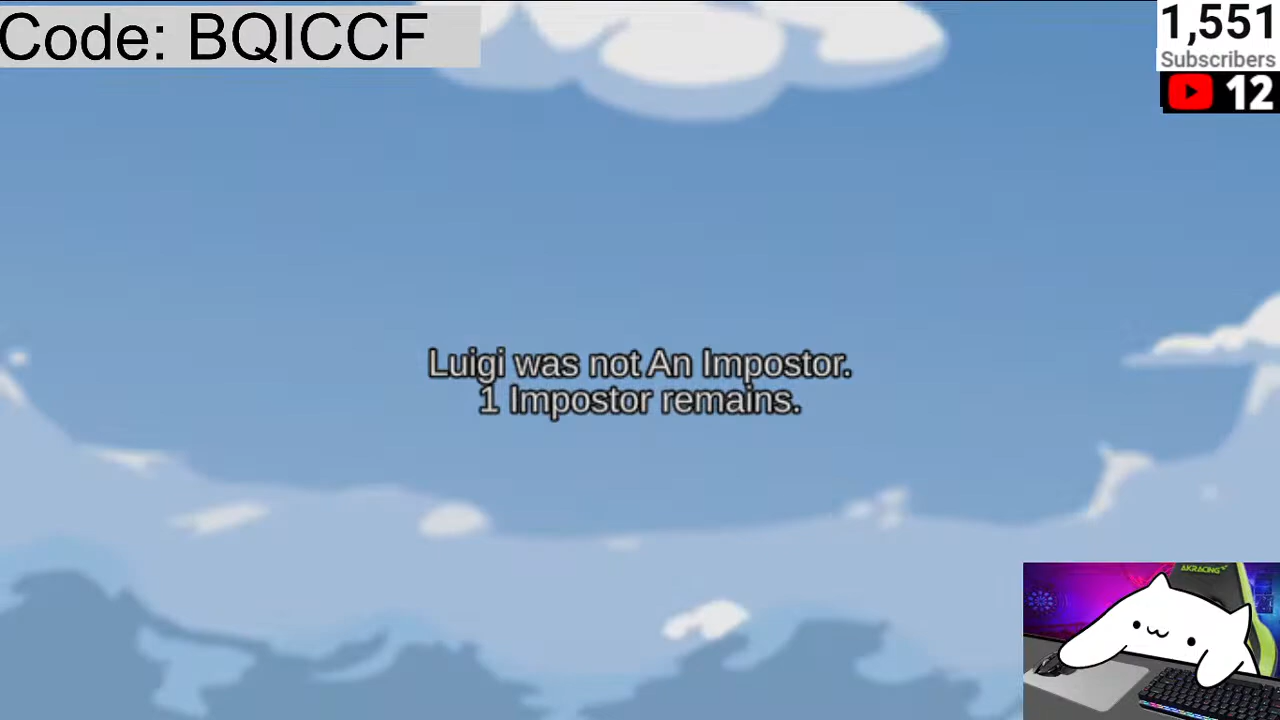 Code: BQICCF
1,551
Subscribers
12
Luigi was not An Impostor.
1 Impostor remains.
AKRACING